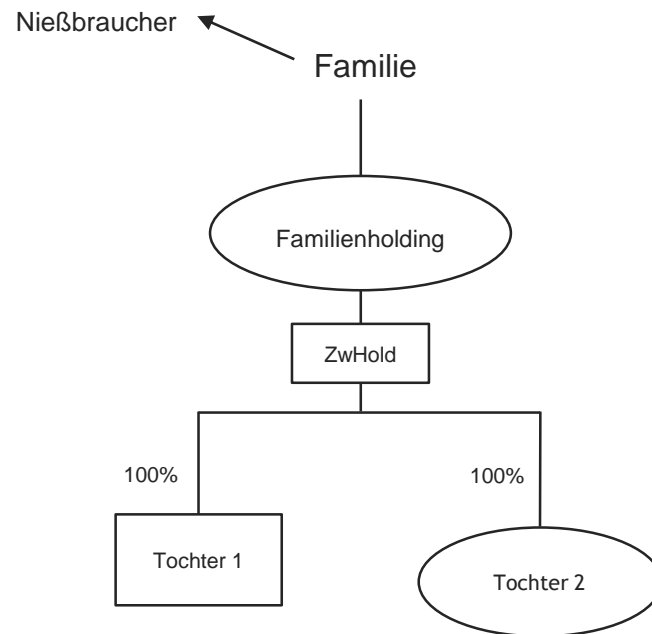 Nießbraucher
Familie
Familienholding
ZwHold
100%
100%
Tochter 1
Tochter 2